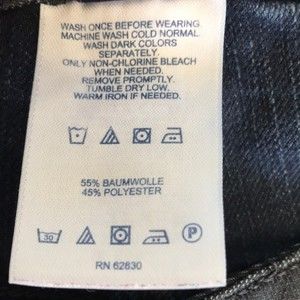 WASH ONCE BEFORE WEARING.
MACHINE WASH COLD NORMAL
WASH DARK COLORS
SEPARATELY.
ONLY NON-CHLORINE BLEACH
WHEN NEEDED.
REMOVE PROMPTLY.
TUMBLE DRY LOW.
WARM IRON IF NEEDED.
55% BAUMWOLLE
45% POLYESTER
30
P
RN 62830